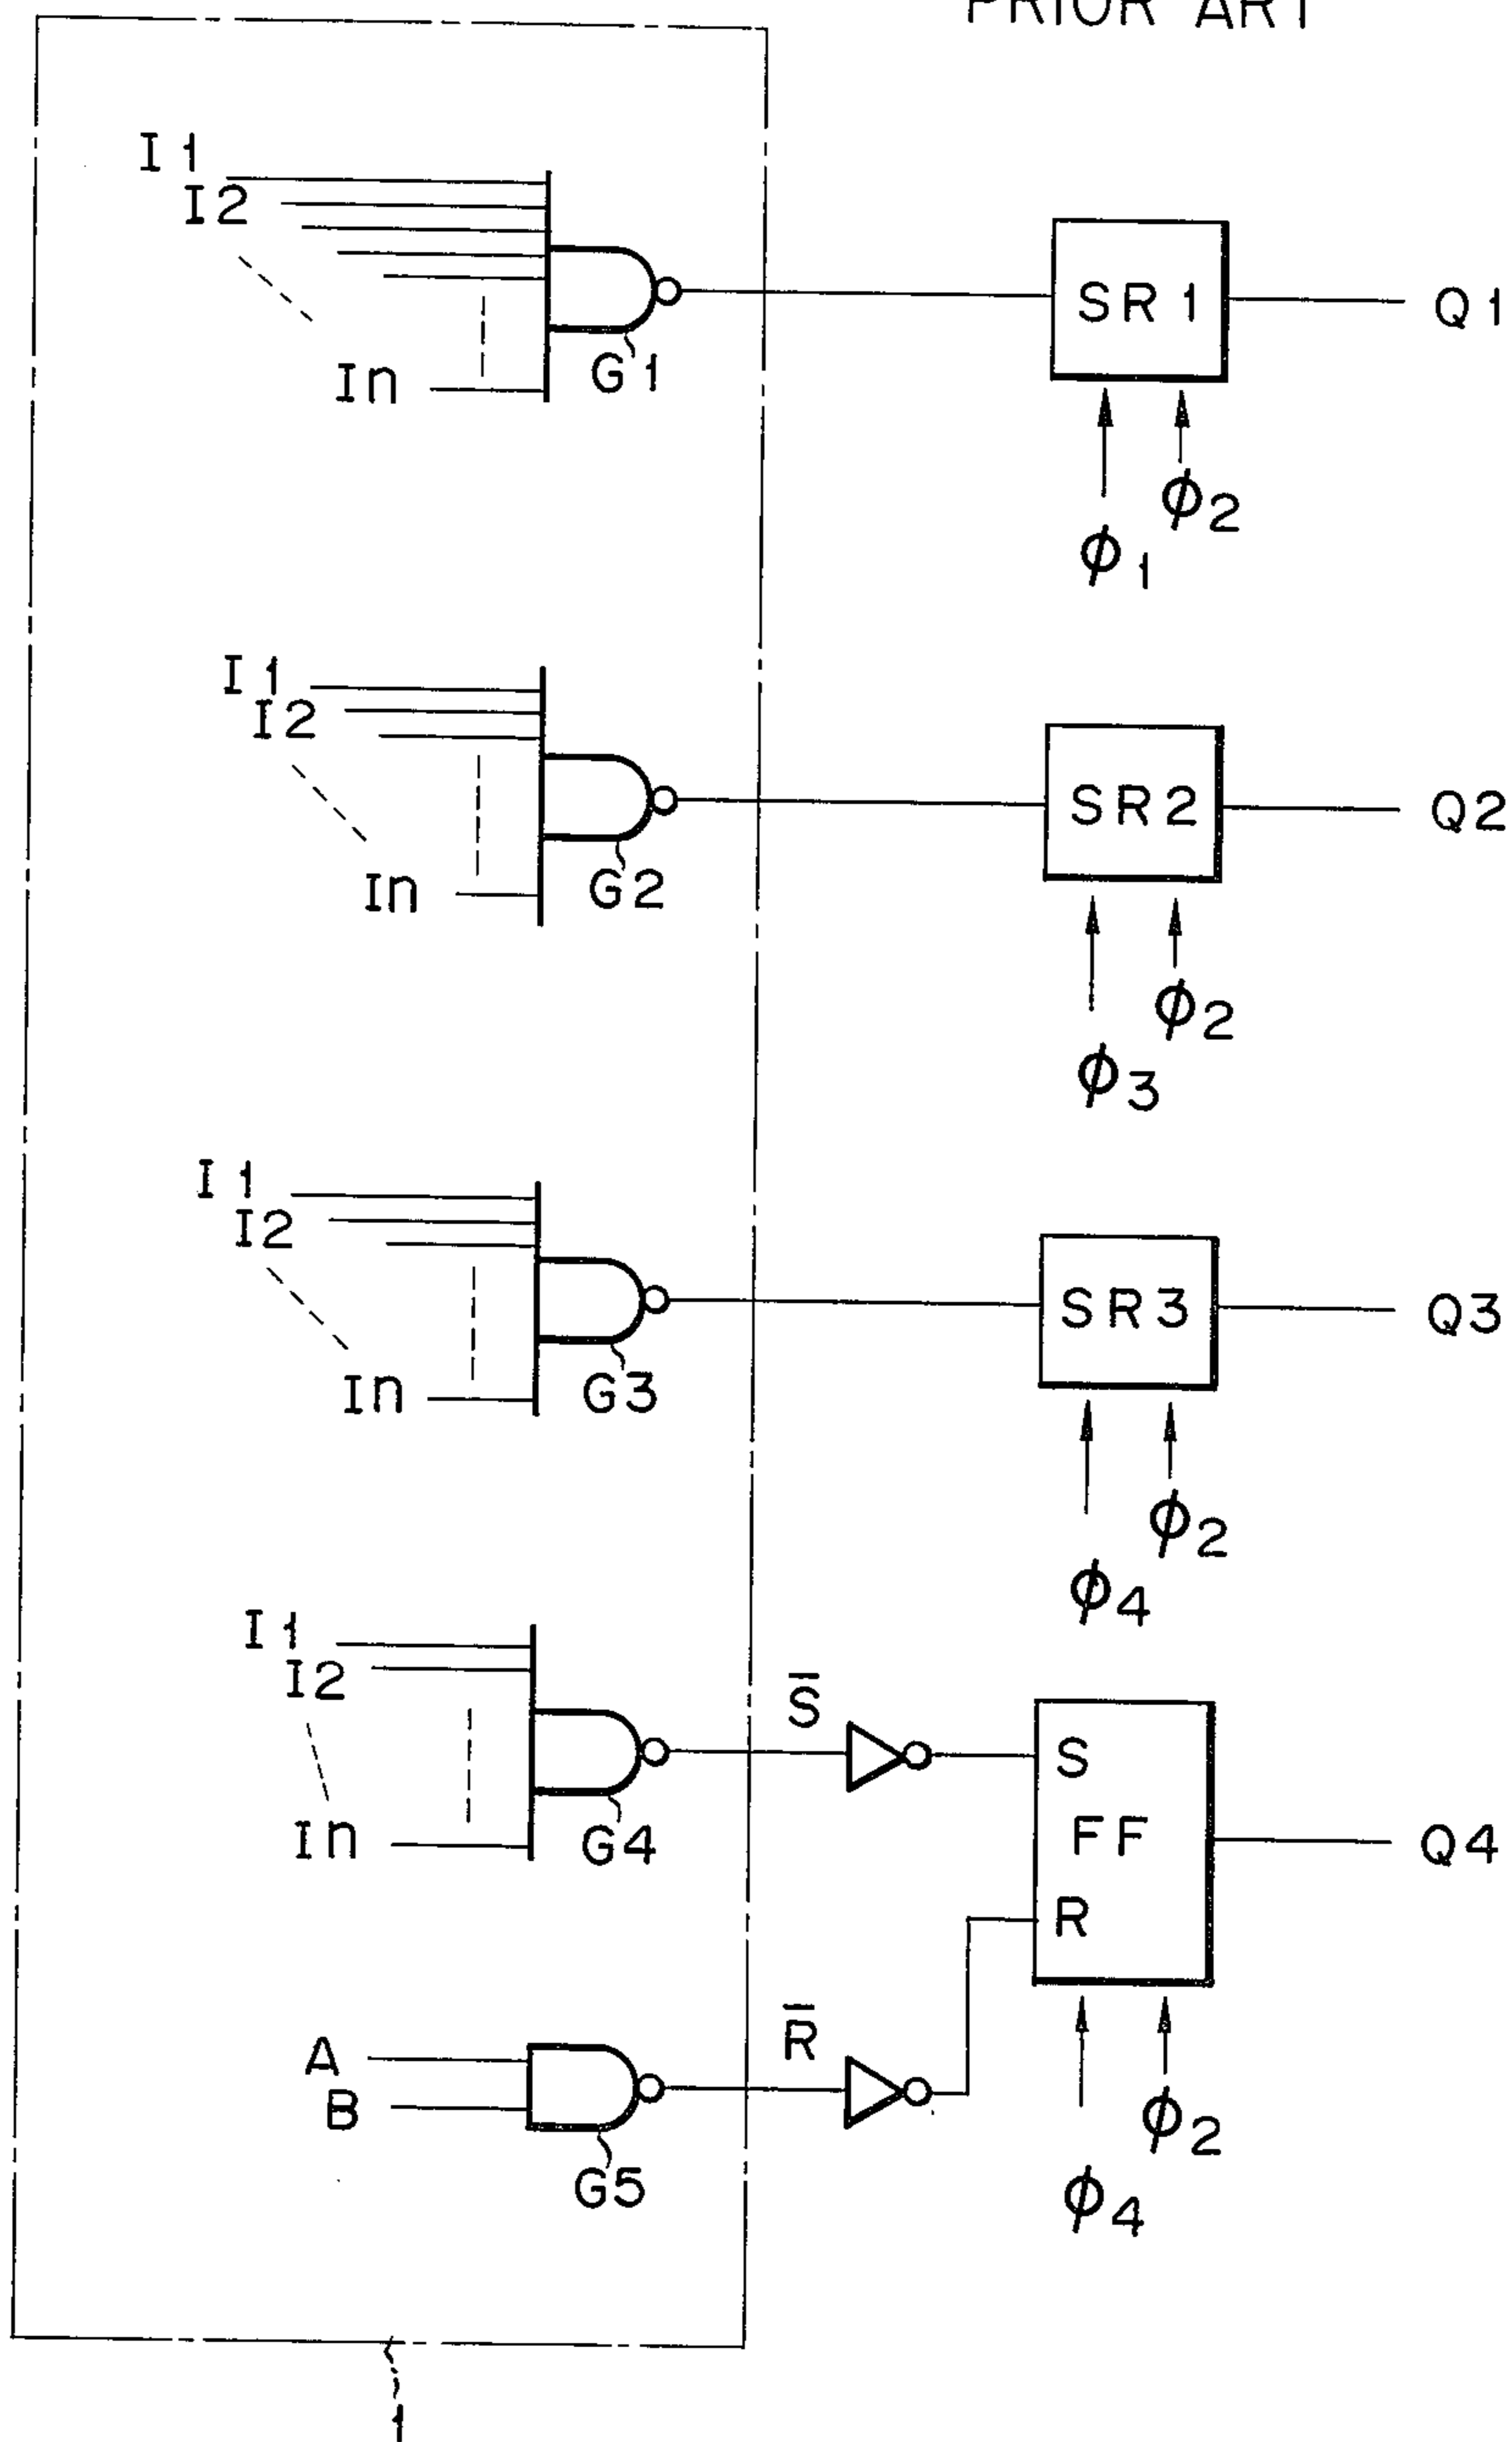 PRIOR ART
I1
I2
In
G1
SR1
Q1
ϕ2
ϕ1
I1
I2
In
G2
SR2
Q2
ϕ2
ϕ3
I1
I2
In
G3
SR3
Q3
ϕ2
ϕ4
I1
I2
In
G4
S̅
S
FF
R
Q4
A
B
G5
R̅
ϕ2
ϕ4
1